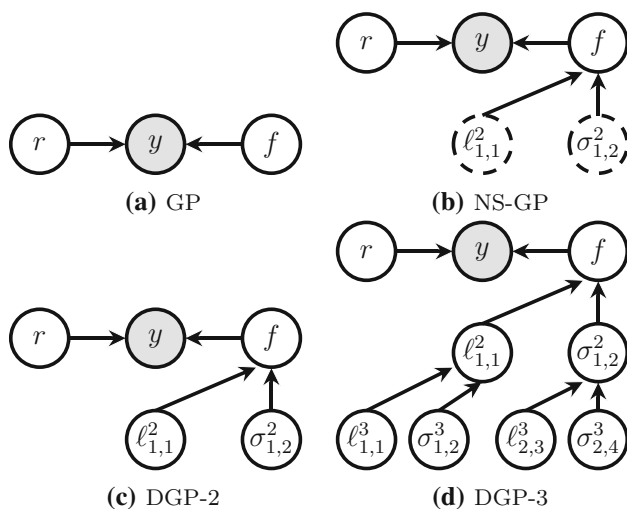 r y f
r y f
ℓ²₁,₁ σ²₁,₂
(a) GP
(b) NS-GP
r y f
r y f
ℓ²₁,₁ σ²₁,₂
ℓ²₁,₁ σ²₁,₂
ℓ³₁,₁ σ³₁,₂ ℓ³₂,₃ σ³₂,₄
(c) DGP-2
(d) DGP-3